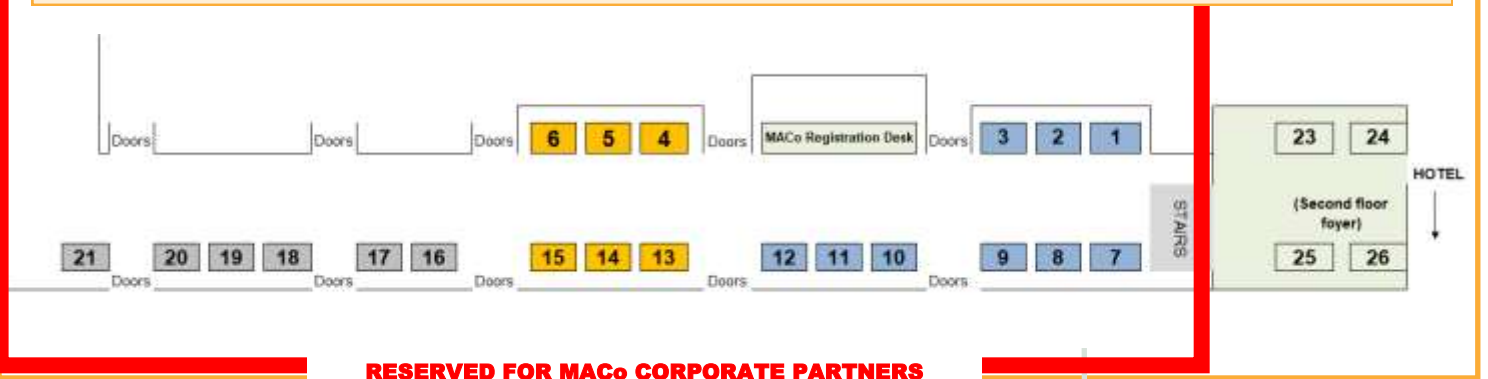 6 5 4 MACo Registration Desk 3 2 1 23 24
Doors Doors Doors Doors Doors
HOTEL
STAIRS
(Second floor
foyer)
21 20 19 18 17 16 15 14 13 12 11 10 9 8 7 25 26
Doors Doors Doors Doors Doors
RESERVED FOR MACo CORPORATE PARTNERS